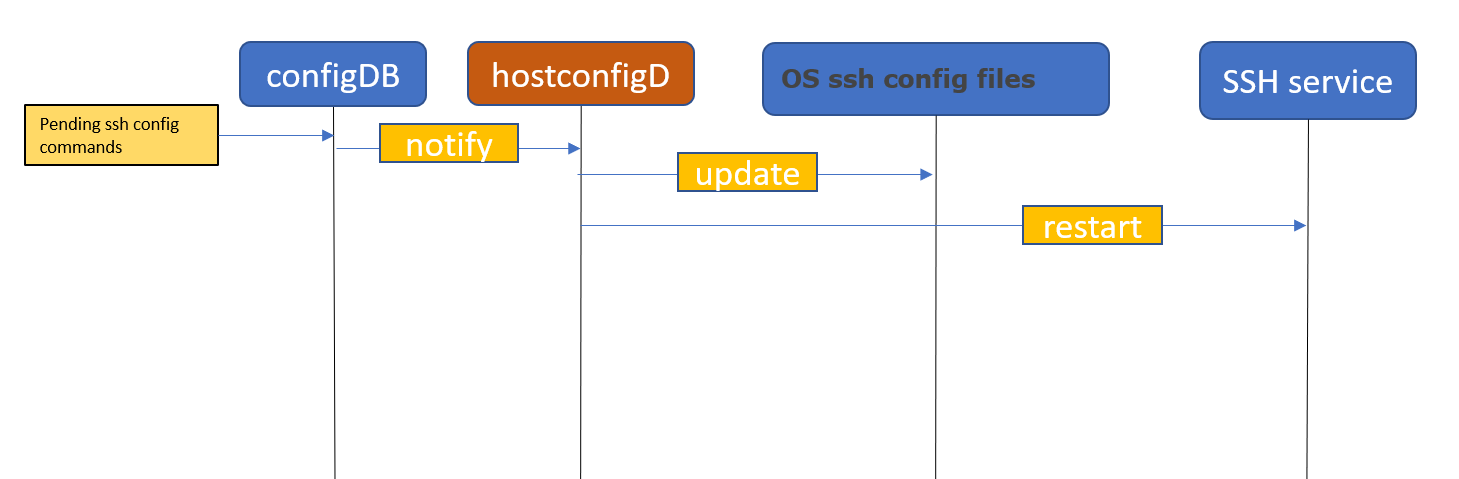 configDB
hostconfigD
OS ssh config files
SSH service
Pending ssh config
commands
notify
update
restart